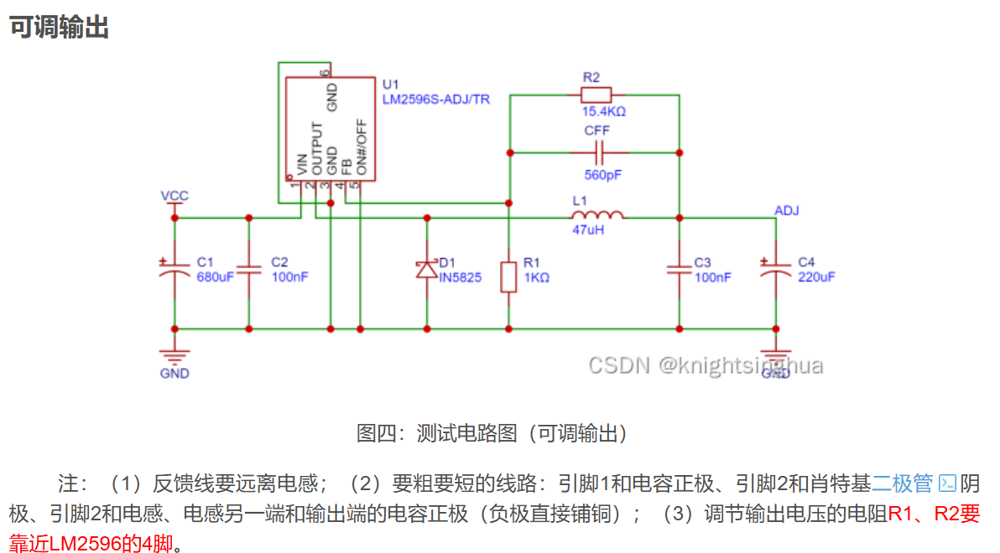 可调输出
R2
15.4KΩ
CFF
560pF
6
GND
U1
LM2596S-ADJ/TR
VIN
OUTPUT
GND
FB
ON#/OFF
1
2
3
4
5
VCC
L1
47uH
ADJ
C1
680uF
C2
100nF
D1
IN5825
R1
1KΩ
C3
100nF
C4
220uF
GND
GND
CSDN @knightsinghua
图四：测试电路图（可调输出）
注：（1）反馈线要远离电感；（2）要粗要短的线路：引脚1和电容正极、引脚2和肖特基二极管阴
极、引脚2和电感、电感另一端和输出端的电容正极（负极直接铺铜）；（3）调节输出电压的电阻R1、R2要
靠近LM2596的4脚。